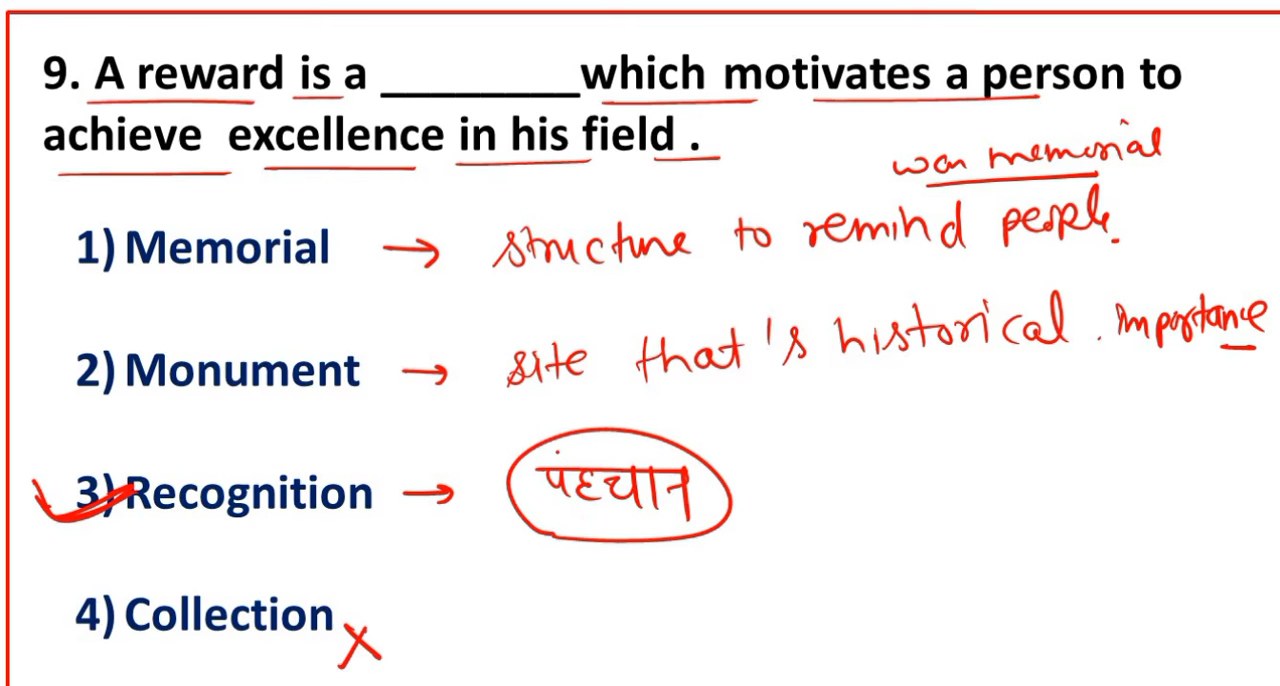 9. A reward is a ________which motivates a person to
achieve excellence in his field .
war memorial
1) Memorial → structure to remind people.
2) Monument → site that's historical . importance
3) Recognition → पंहचान
4) Collection X